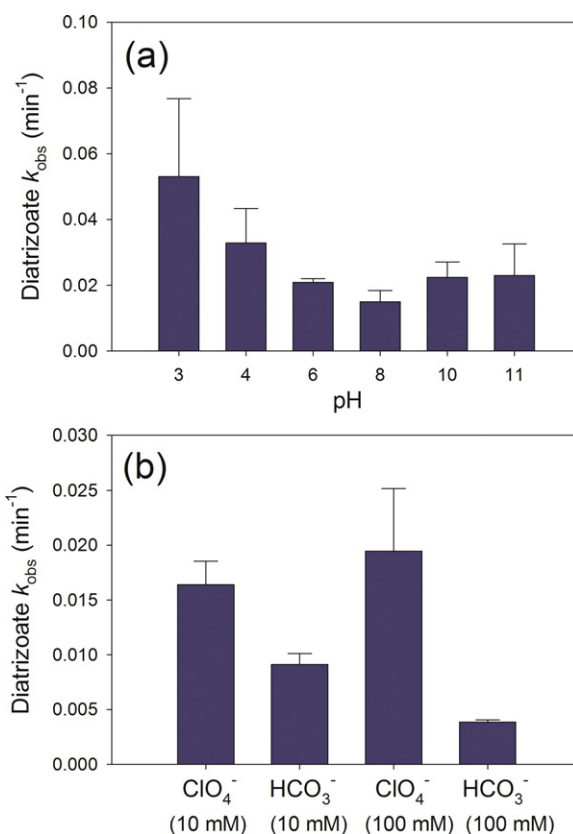 (a)
Diatrizoate k_obs (min⁻¹)
0.10
0.08
0.06
0.04
0.02
0.00
3 4 6 8 10 11
pH
(b)
Diatrizoate k_obs (min⁻¹)
0.030
0.025
0.020
0.015
0.010
0.005
0.000
ClO₄⁻ HCO₃⁻ ClO₄⁻ HCO₃⁻
(10 mM) (10 mM) (100 mM) (100 mM)